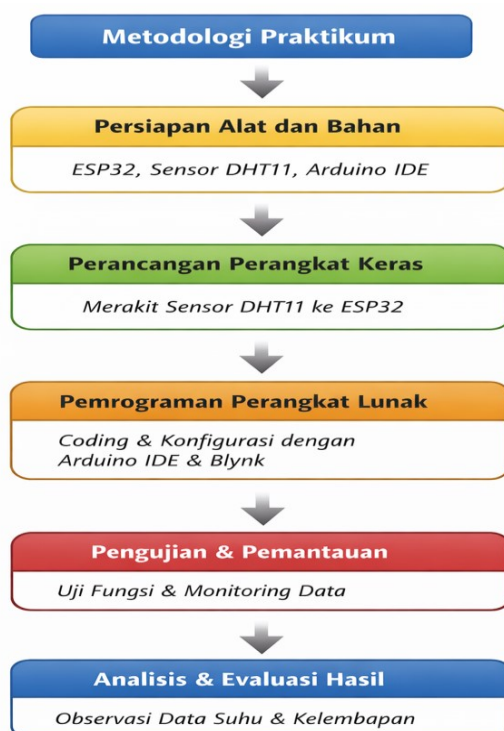 Metodologi Praktikum
Persiapan Alat dan Bahan
ESP32, Sensor DHT11, Arduino IDE
Perancangan Perangkat Keras
Merakit Sensor DHT11 ke ESP32
Pemrograman Perangkat Lunak
Coding & Konfigurasi dengan
Arduino IDE & Blynk
Pengujian & Pemantauan
Uji Fungsi & Monitoring Data
Analisis & Evaluasi Hasil
Observasi Data Suhu & Kelembapan